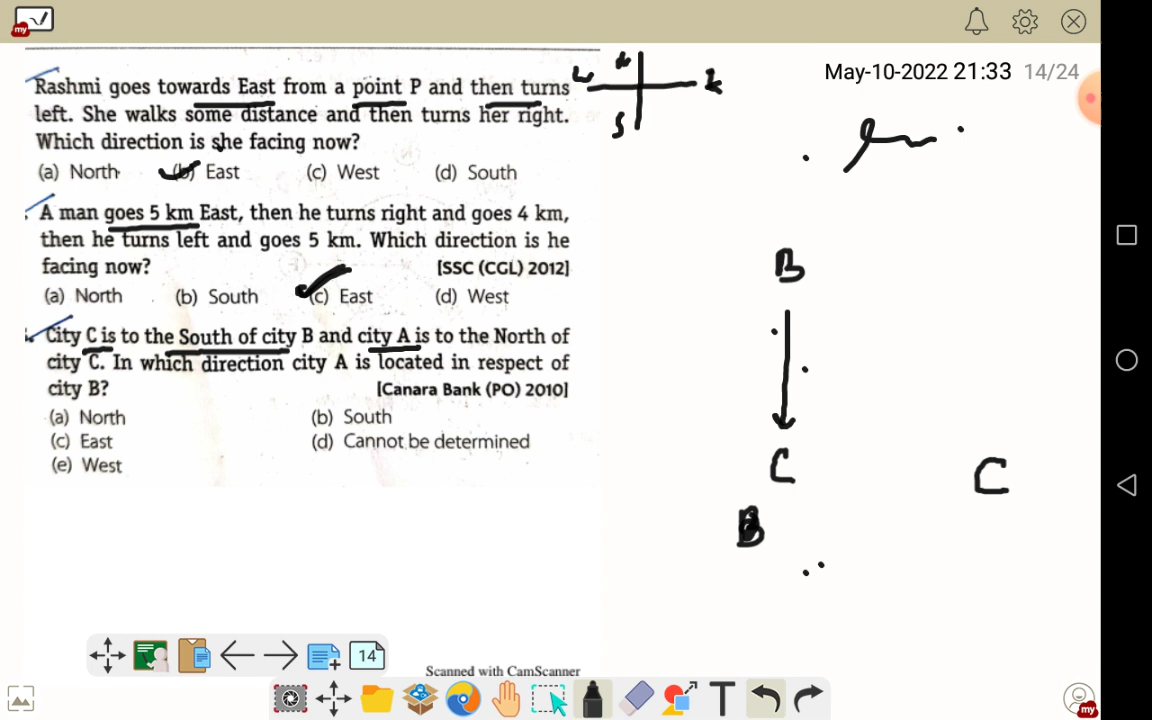 May-10-2022 21:33 14/24
Rashmi goes towards East from a point P and then turns
left. She walks some distance and then turns her right.
Which direction is she facing now?
(a) North (b) East (c) West (d) South
A man goes 5 km East, then he turns right and goes 4 km,
then he turns left and goes 5 km. Which direction is he
facing now? [SSC (CGL) 2012]
(a) North (b) South (c) East (d) West
City C is to the South of city B and city A is to the North of
city C. In which direction city A is located in respect of
city B? [Canara Bank (PO) 2010]
(a) North (b) South
(c) East (d) Cannot be determined
(e) West
S
B
C
C
B
14
Scanned with CamScanner
T
my
my